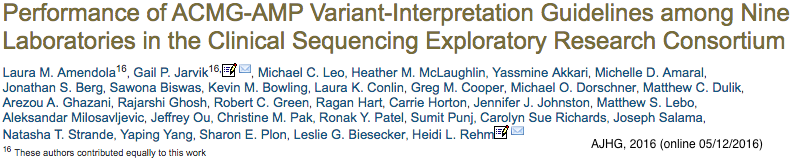 Performance of ACMG-AMP Variant-Interpretation Guidelines among Nine
Laboratories in the Clinical Sequencing Exploratory Research Consortium
Laura M. Amendola16, Gail P. Jarvik16, Michael C. Leo, Heather M. McLaughlin, Yassmine Akkari, Michelle D. Amaral,
Jonathan S. Berg, Sawona Biswas, Kevin M. Bowling, Laura K. Conlin, Greg M. Cooper, Michael O. Dorschner, Matthew C. Dulik,
Arezou A. Ghazani, Rajarshi Ghosh, Robert C. Green, Ragan Hart, Carrie Horton, Jennifer J. Johnston, Matthew S. Lebo,
Aleksandar Milosavljevic, Jeffrey Ou, Christine M. Pak, Ronak Y. Patel, Sumit Punj, Carolyn Sue Richards, Joseph Salama,
Natasha T. Strande, Yaping Yang, Sharon E. Plon, Leslie G. Biesecker, Heidi L. Rehm
16 These authors contributed equally to this work
AJHG, 2016 (online 05/12/2016)